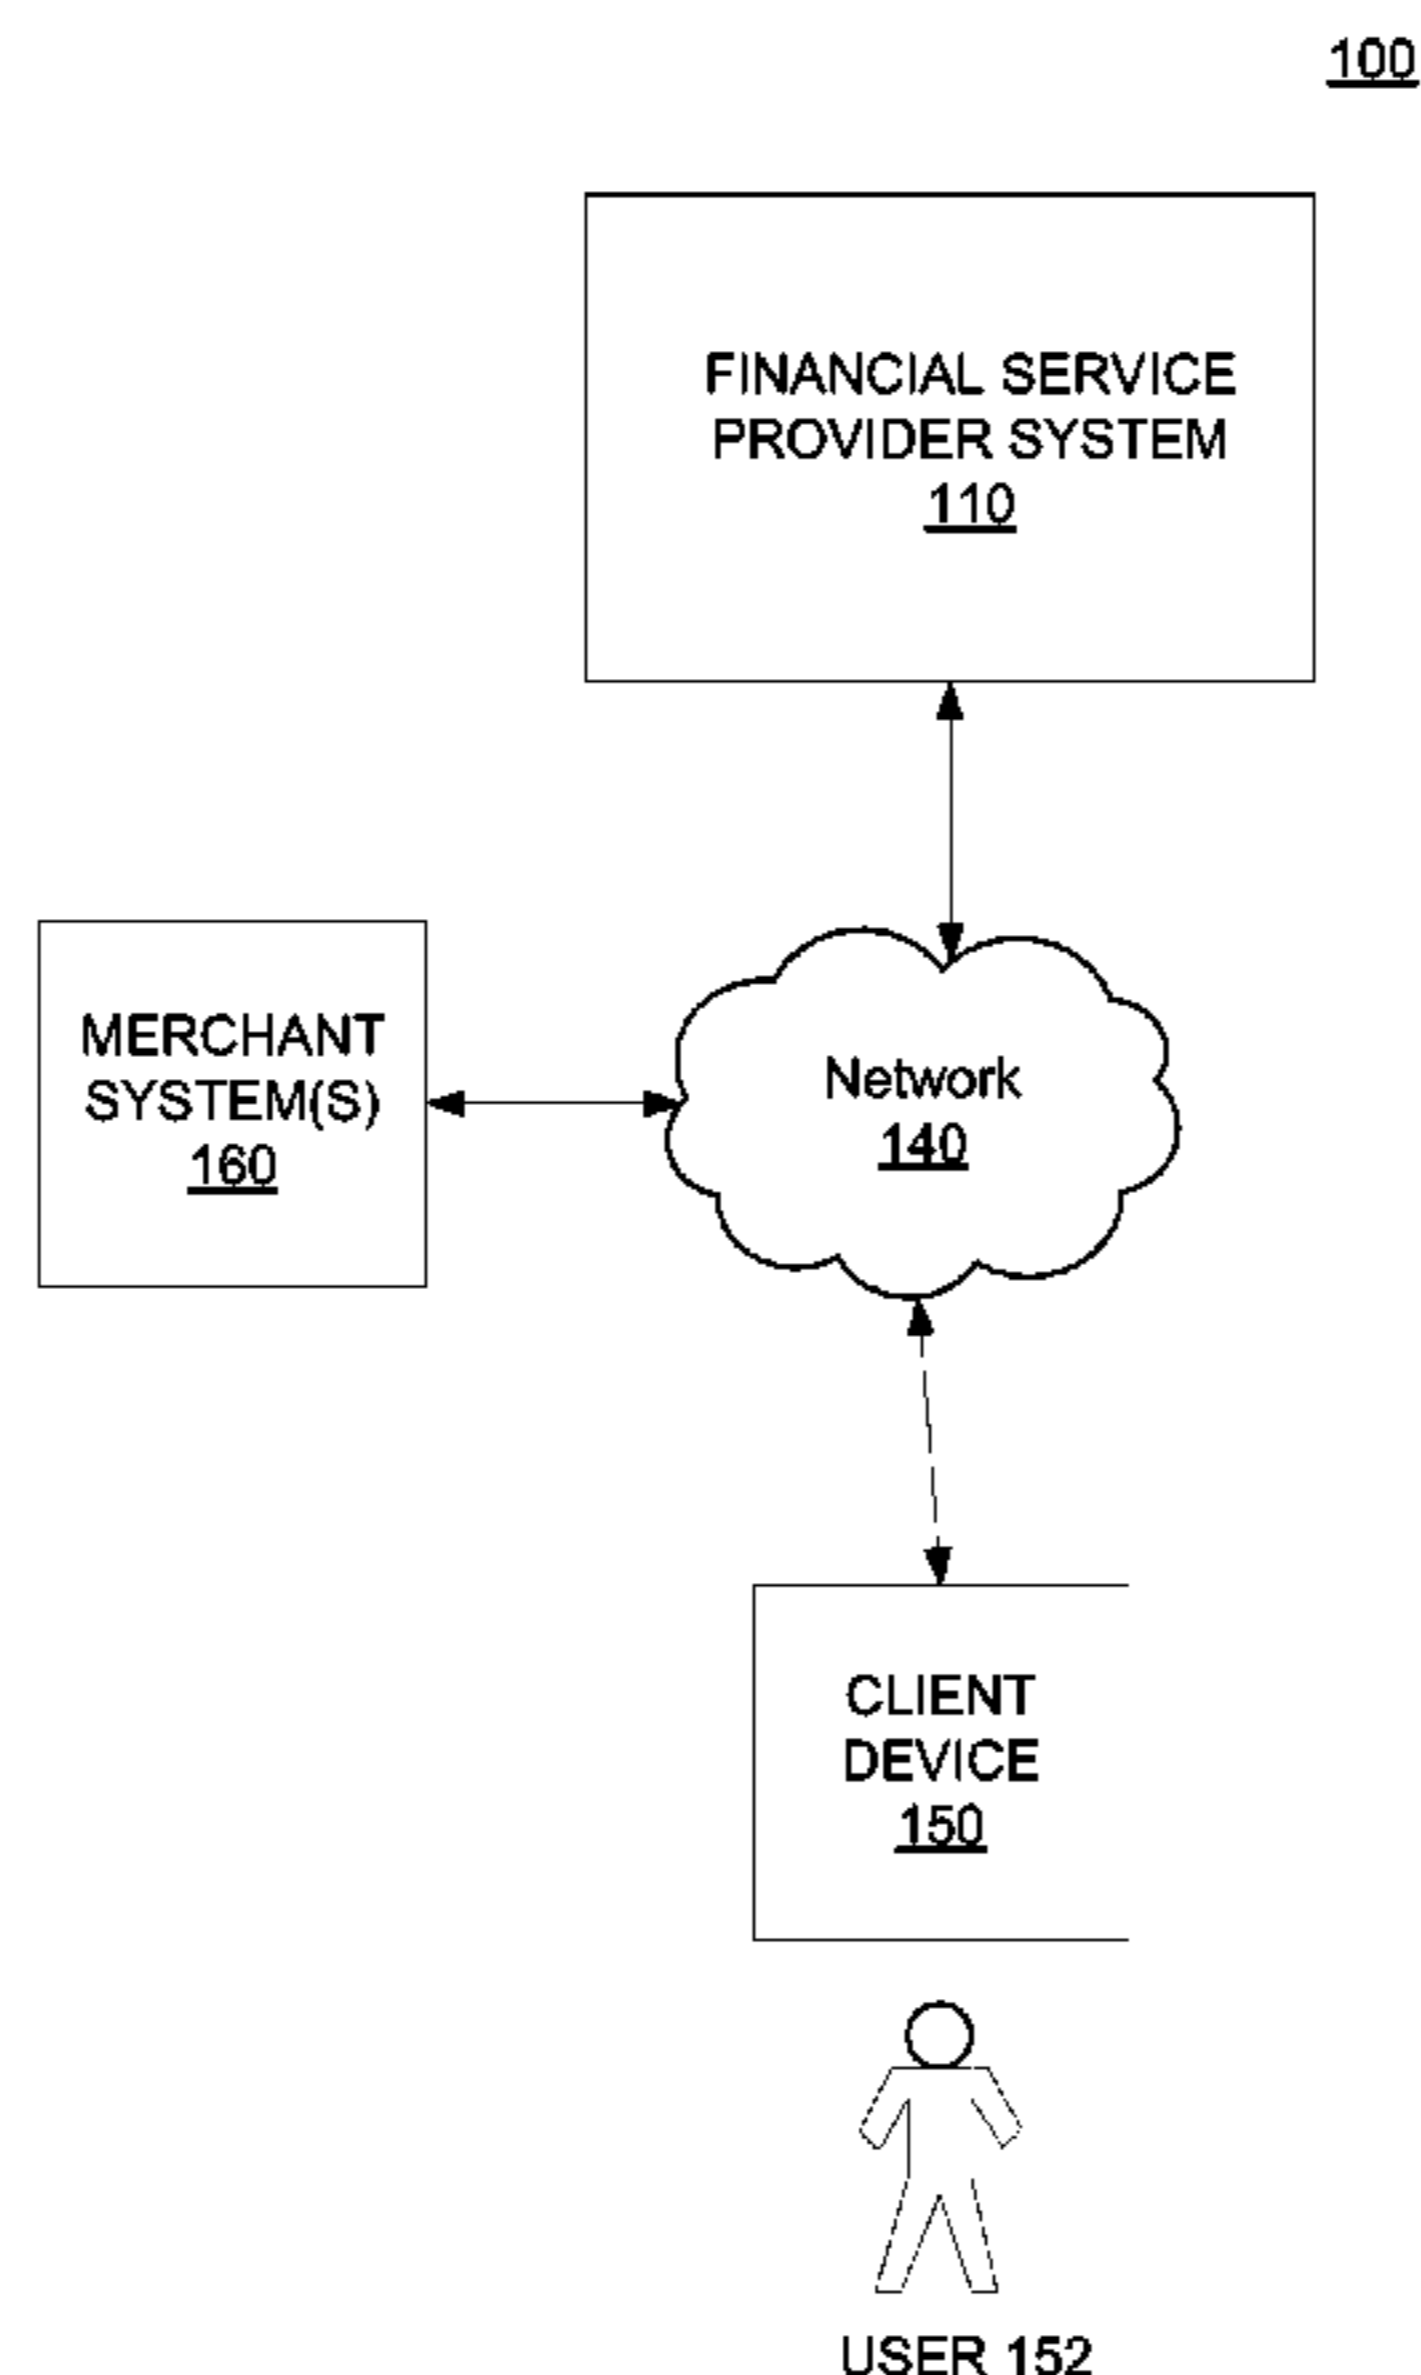 100
FINANCIAL SERVICE
PROVIDER SYSTEM
110
MERCHANT
SYSTEM(S)
160
Network
140
CLIENT
DEVICE
150
USER 152